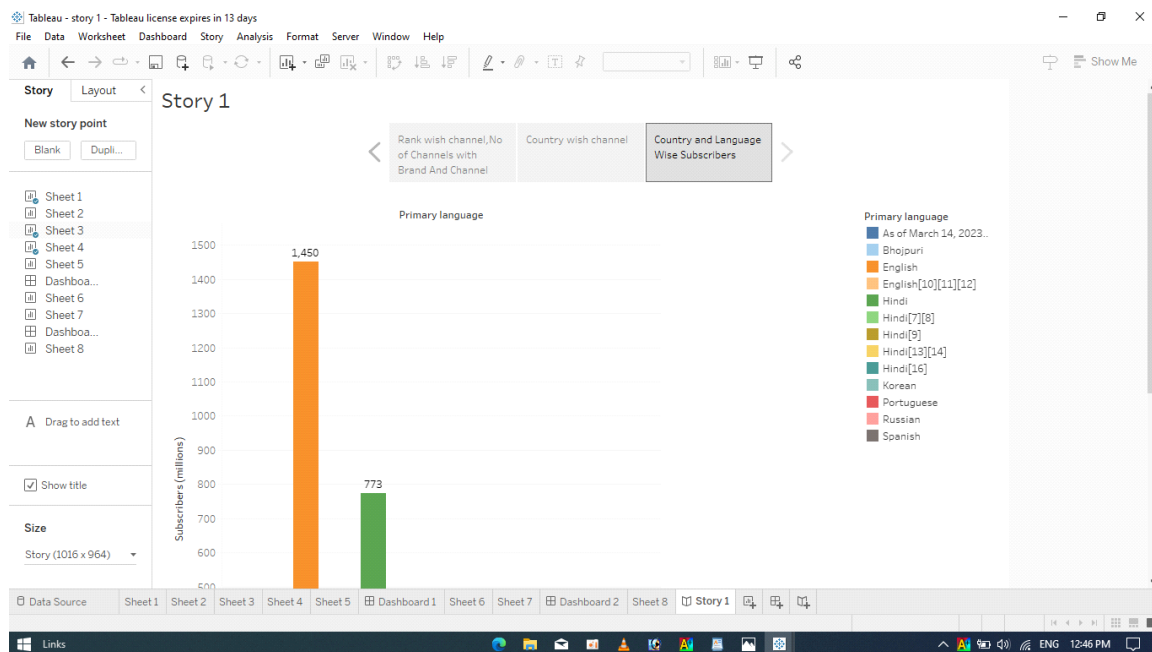 Tableau - story 1 - Tableau license expires in 13 days
File Data Worksheet Dashboard Story Analysis Format Server Window Help
Show Me
Story Layout
New story point
Blank Dupli...
Sheet 1
Sheet 2
Sheet 3
Sheet 4
Sheet 5
Dashboa...
Sheet 6
Sheet 7
Dashboa...
Sheet 8
A Drag to add text
Show title
Size
Story (1016 x 964)
Story 1
Rank wish channel,No
of Channels with
Brand And Channel
Country wish channel
Country and Language
Wise Subscribers
Primary language
1500
1400
1300
1200
1100
1000
900
800
700
600
500
Subscribers (millions)
1,450
773
Primary language
As of March 14, 2023..
Bhojpuri
English
English[10][11][12]
Hindi
Hindi[7][8]
Hindi[9]
Hindi[13][14]
Hindi[16]
Korean
Portuguese
Russian
Spanish
Data Source Sheet 1 Sheet 2 Sheet 3 Sheet 4 Sheet 5 Dashboard 1 Sheet 6 Sheet 7 Dashboard 2 Sheet 8 Story 1
Links ENG 12:46 PM